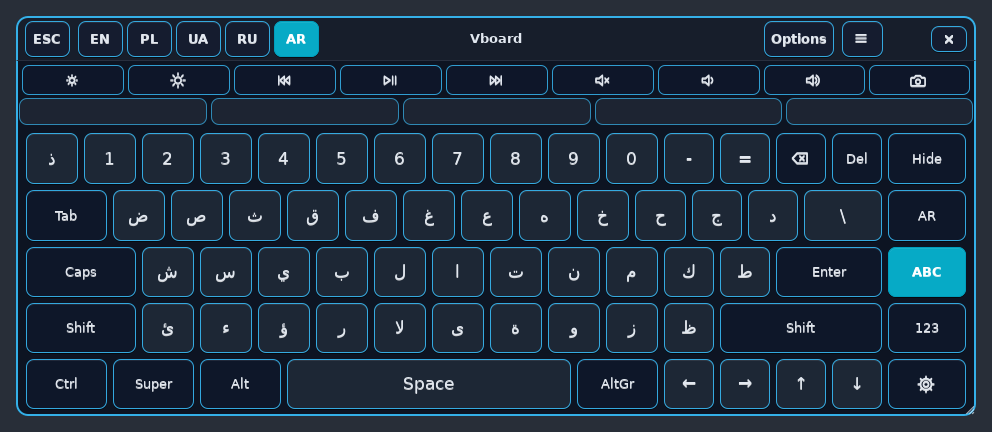 ESC EN PL UA RU AR Vboard Options ≡ ×
ذ 1 2 3 4 5 6 7 8 9 0 - = Del Hide
Tab ض ص ث ق ف غ ع ه خ ح ج د \ AR
Caps ش س ي ب ل ا ت ن م ك ط Enter ABC
Shift ئ ء ؤ ر لا ى ة و ز ظ Shift 123
Ctrl Super Alt Space AltGr ← → ↑ ↓